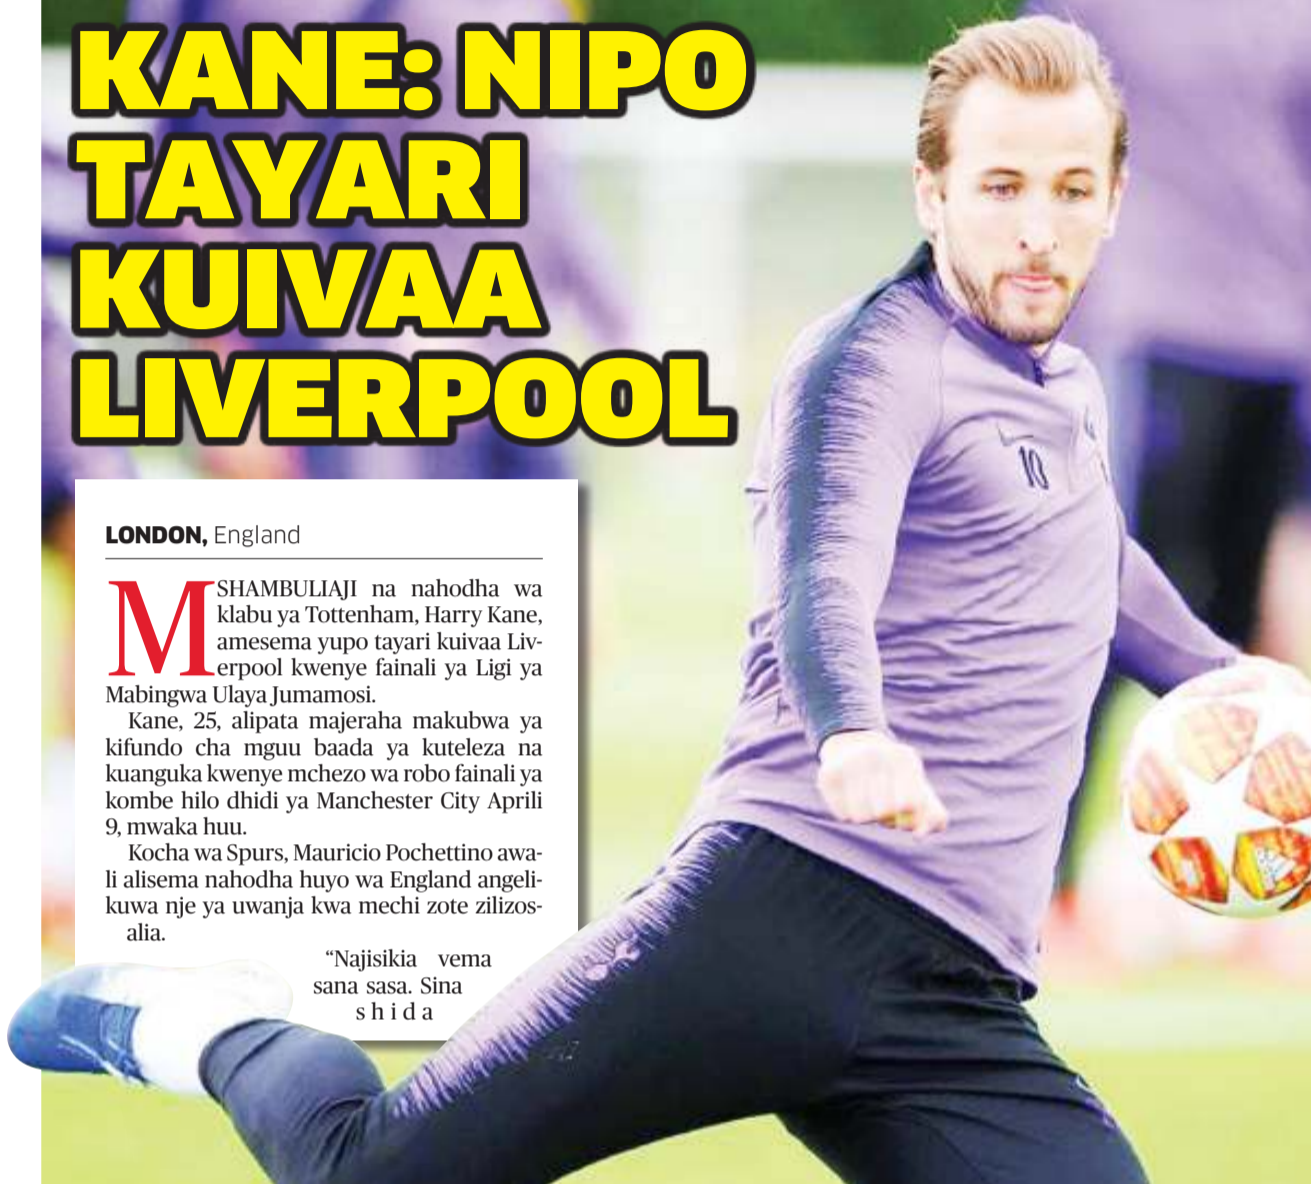 KANE: NIPO
TAYARI
KUIVAA
LIVERPOOL
LONDON, England
MSHAMBULIAJI na nahodha wa
klabu ya Tottenham, Harry Kane,
amesema yupo tayari kuivaa Liv-
erpool kwenye fainali ya Ligi ya
Mabingwa Ulaya Jumamosi.
Kane, 25, alipata majeraha makubwa ya
kifundo cha mguu baada ya kuteleza na
kuanguka kwenye mchezo wa robo fainali ya
kombe hilo dhidi ya Manchester City Aprili
9, mwaka huu.
Kocha wa Spurs, Mauricio Pochettino awa-
li alisema nahodha huyo wa England angeli-
kuwa nje ya uwanja kwa mechi zote zilizos-
alia.
“Najisikia vema
sana sasa. Sina
shida
10